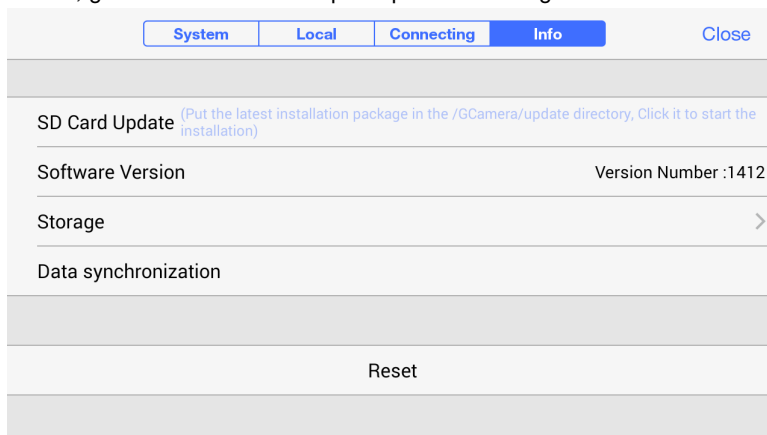 System Local Connecting Info Close
SD Card Update (Put the latest installation package in the /GCamera/update directory, Click it to start the
installation)
Software Version Version Number :1412
Storage
Data synchronization
Reset